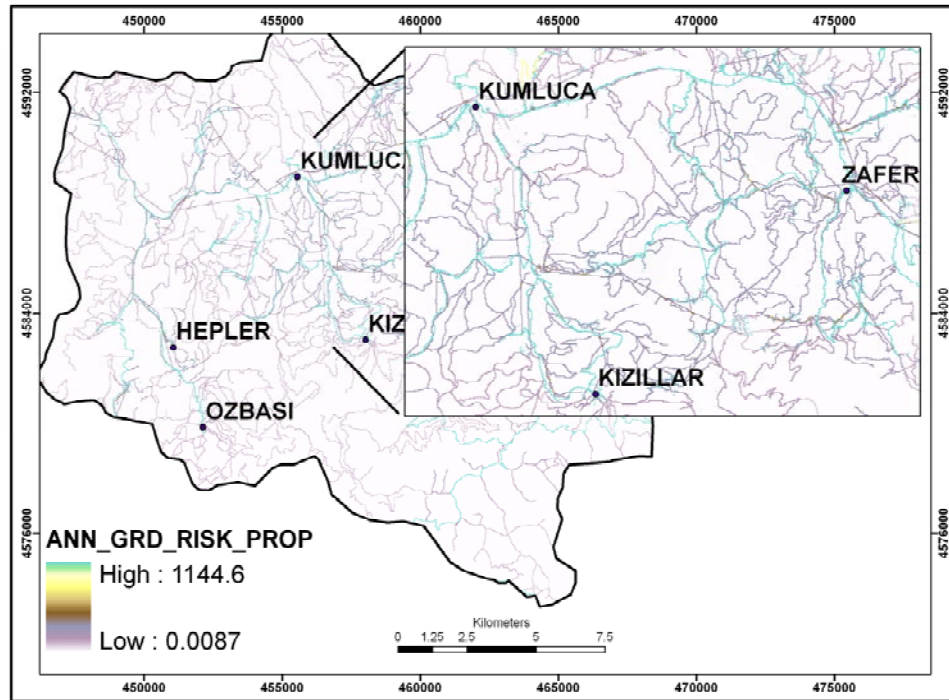 450000 455000 460000 465000 470000 475000
4592000
4592000
KUMLUCA
KUMLUCA
ZAFER
4584000
4584000
HEPLER
KIZ
KIZILLAR
OZBASI
4576000
4576000
ANN_GRD_RISK_PROP
High : 1144.6
Low : 0.0087
Kilometers
0 1.25 2.5 5 7.5
450000 455000 460000 465000 470000 475000